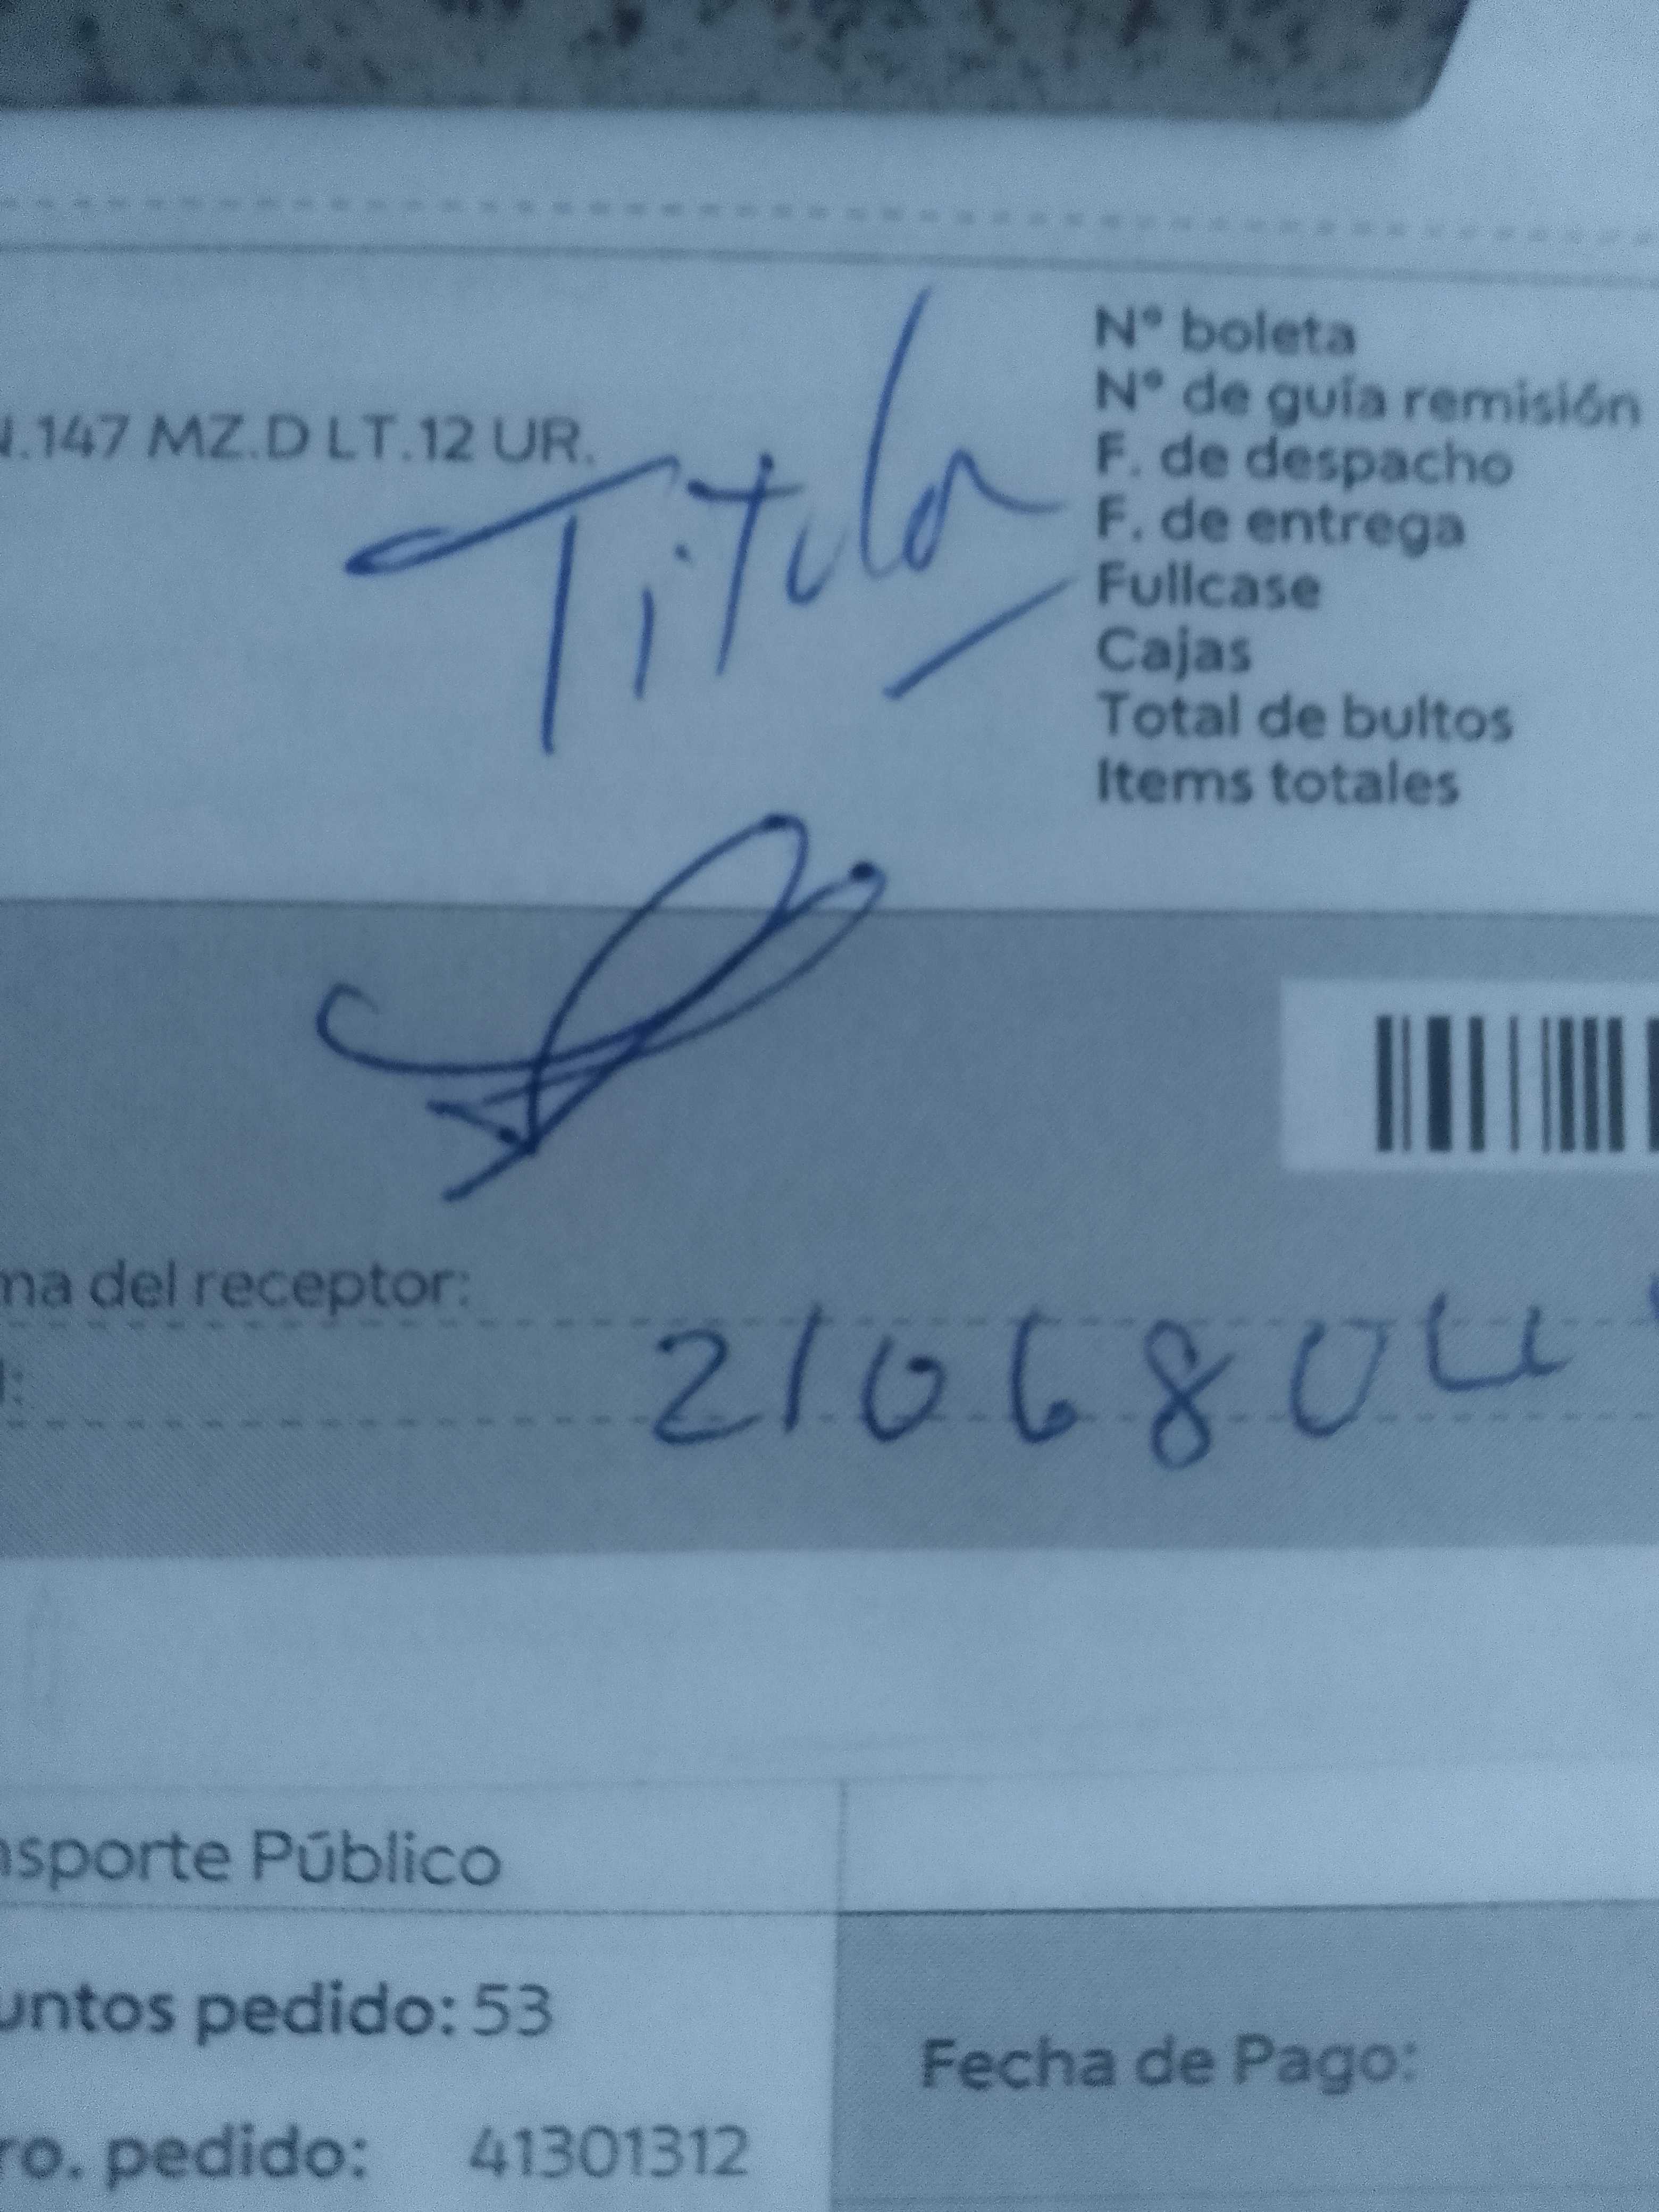 N.147 MZ.D LT.12 UR.
Titular
N° boleta
N° de guía remisión
F. de despacho
F. de entrega
Fullcase
Cajas
Total de bultos
Items totales
ma del receptor:
2106804
nsporte Público
untos pedido: 53
Fecha de Pago:
ro. pedido: 41301312